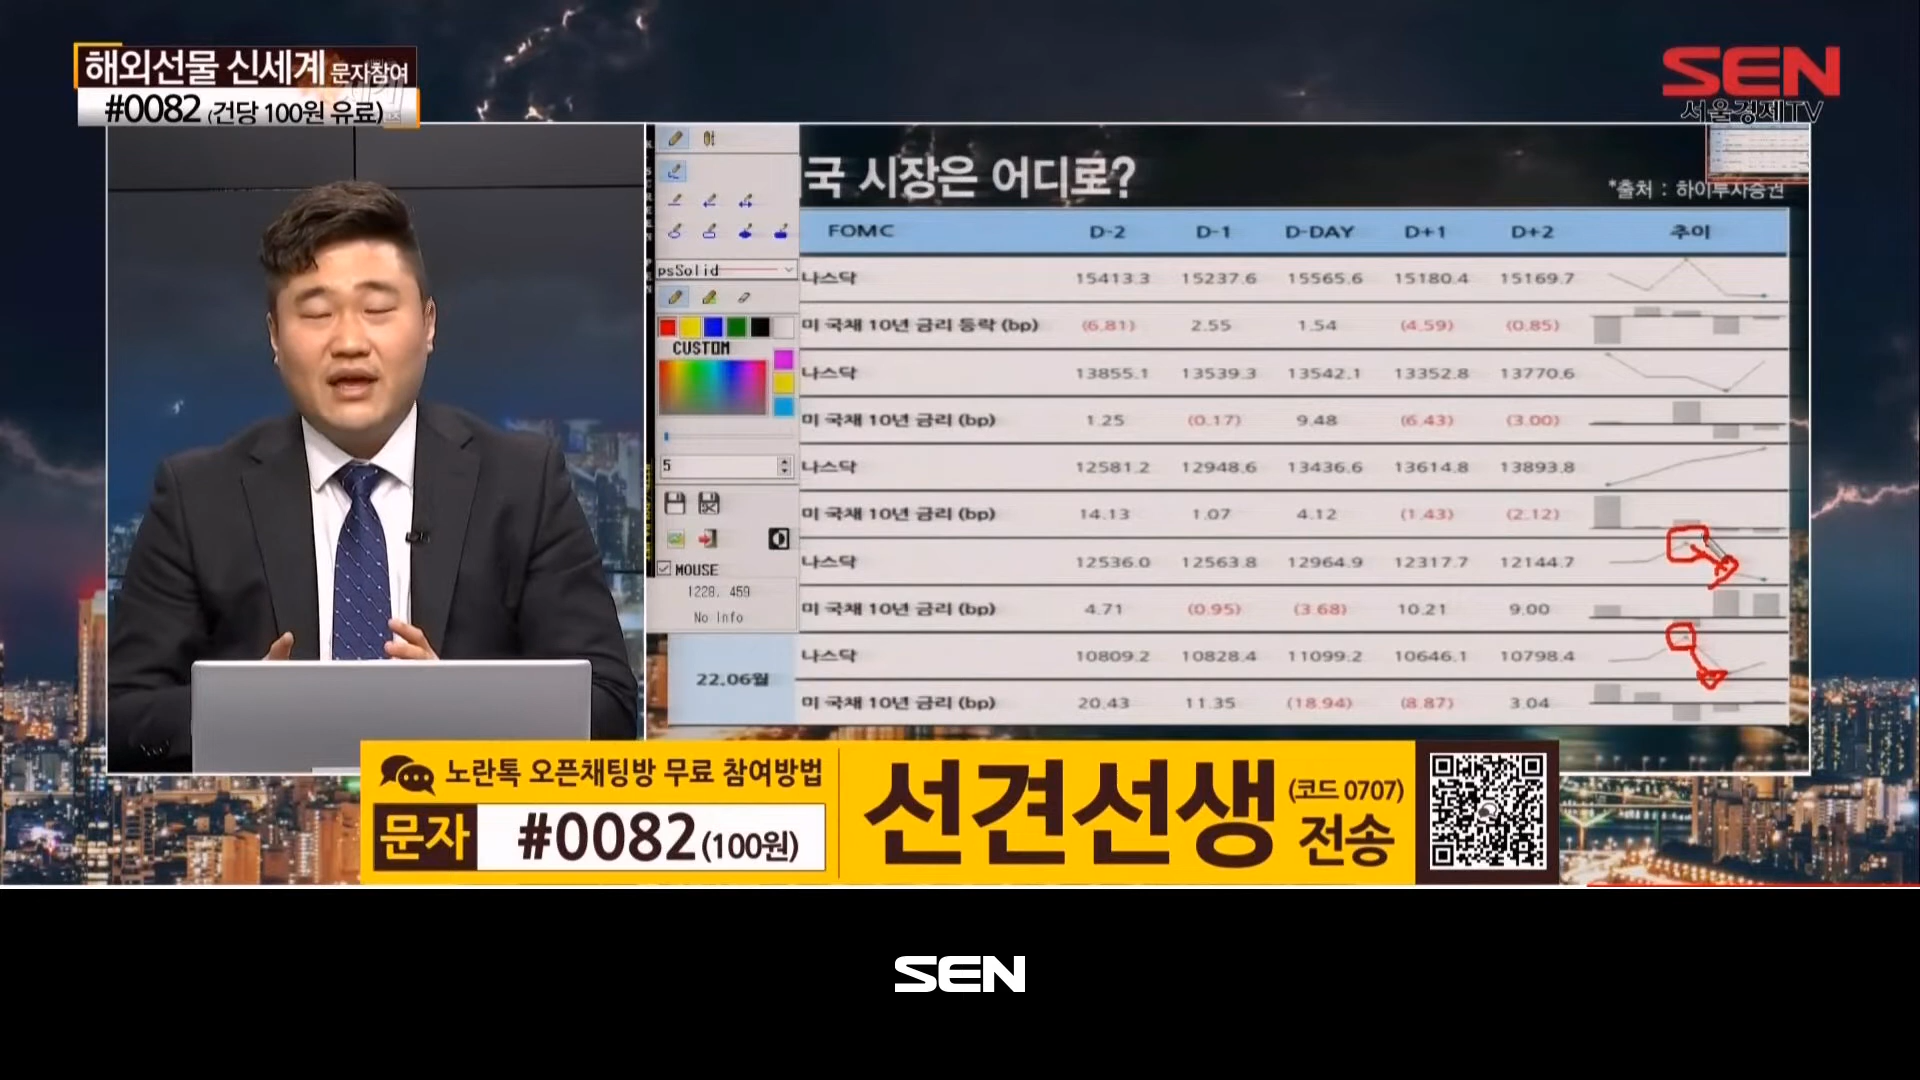 해외선물 신세계 문자참여
#0082 (건당 100원 유료)
SEN
서울경제TV
국 시장은 어디로?
*출처 : 하이투자증권
psSolid
CUSTOM
5
MOUSE
1228, 459
No Info
FOMC D-2 D-1 D-DAY D+1 D+2 추이
나스닥 15413.3 15237.6 15565.6 15180.4 15169.7
미 국채 10년 금리 등락 (bp) (6.81) 2.55 1.54 (4.59) (0.85)
나스닥 13855.1 13539.3 13542.1 13352.8 13770.6
미 국채 10년 금리 (bp) 1.25 (0.17) 9.48 (6.43) (3.00)
나스닥 12581.2 12948.6 13436.6 13614.8 13893.8
미 국채 10년 금리 (bp) 14.13 1.07 4.12 (1.43) (2.12)
나스닥 12536.0 12563.8 12964.9 12317.7 12144.7
미 국채 10년 금리 (bp) 4.71 (0.95) (3.68) 10.21 9.00
22.06월
나스닥 10809.2 10828.4 11099.2 10646.1 10798.4
미 국채 10년 금리 (bp) 20.43 11.35 (18.94) (8.87) 3.04
노란톡 오픈채팅방 무료 참여방법
문자 #0082 (100원)
선견선생 (코드 0707)
전송
SEN